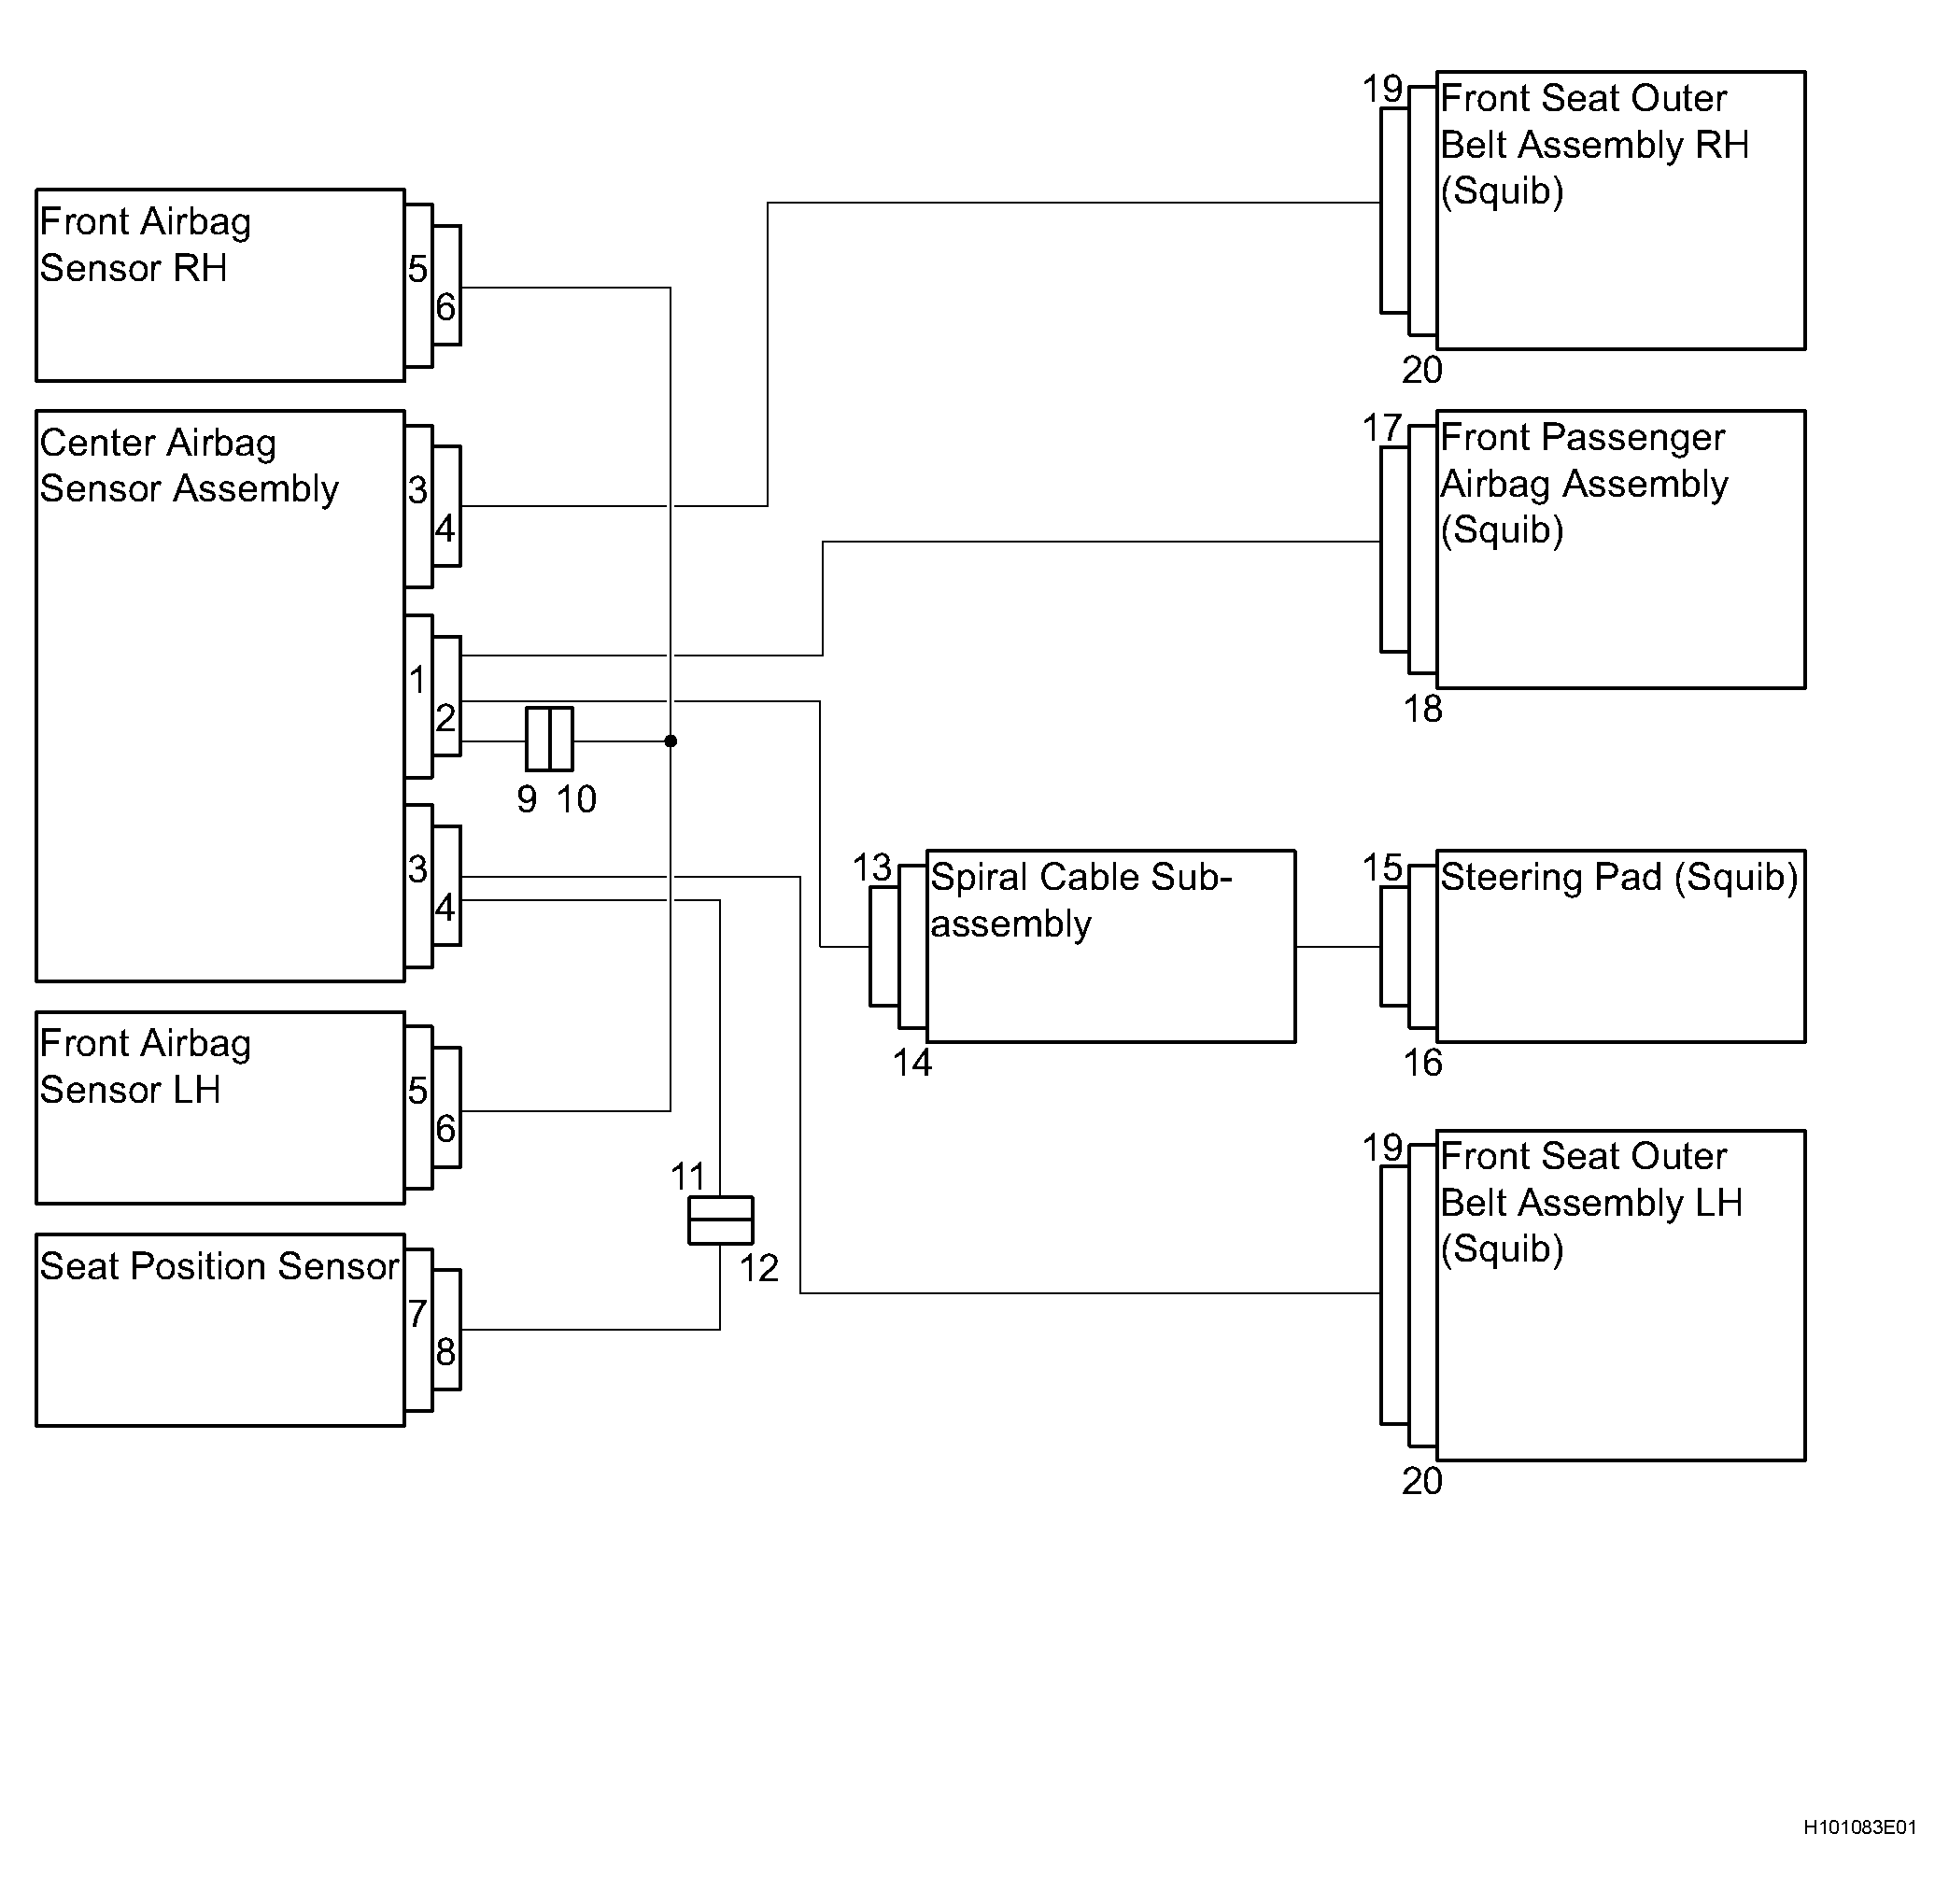 Front Airbag
Sensor RH
5
6
Center Airbag
Sensor Assembly
3
4
1
2
9 10
3
4
Front Airbag
Sensor LH
5
6
11
12
Seat Position Sensor
7
8
19
Front Seat Outer
Belt Assembly RH
(Squib)
20
17
Front Passenger
Airbag Assembly
(Squib)
18
13
Spiral Cable Sub-
assembly
14
15
Steering Pad (Squib)
16
19
Front Seat Outer
Belt Assembly LH
(Squib)
20
H101083E01